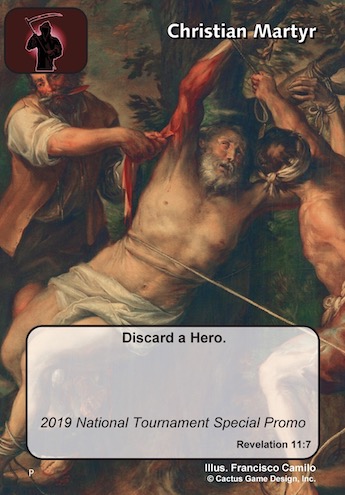 Christian Martyr
Discard a Hero.
2019 National Tournament Special Promo
Revelation 11:7
P
Illus. Francisco Camilo
© Cactus Game Design, Inc.